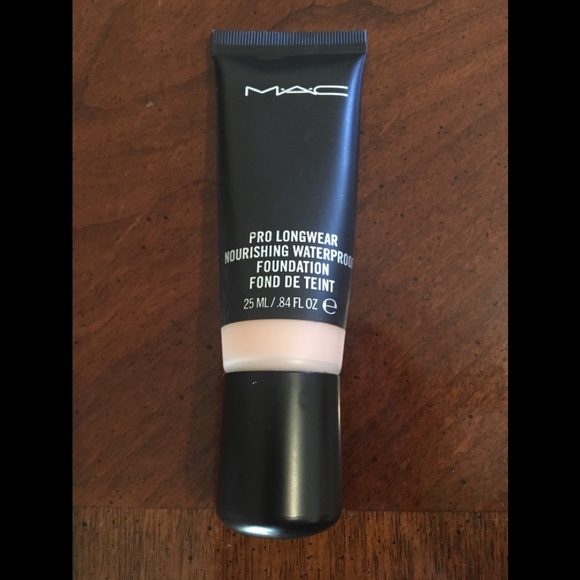 M·A·C
PRO LONGWEAR
NOURISHING WATERPROOF
FOUNDATION
FOND DE TEINT
25 ML / .84 FL OZ ℮